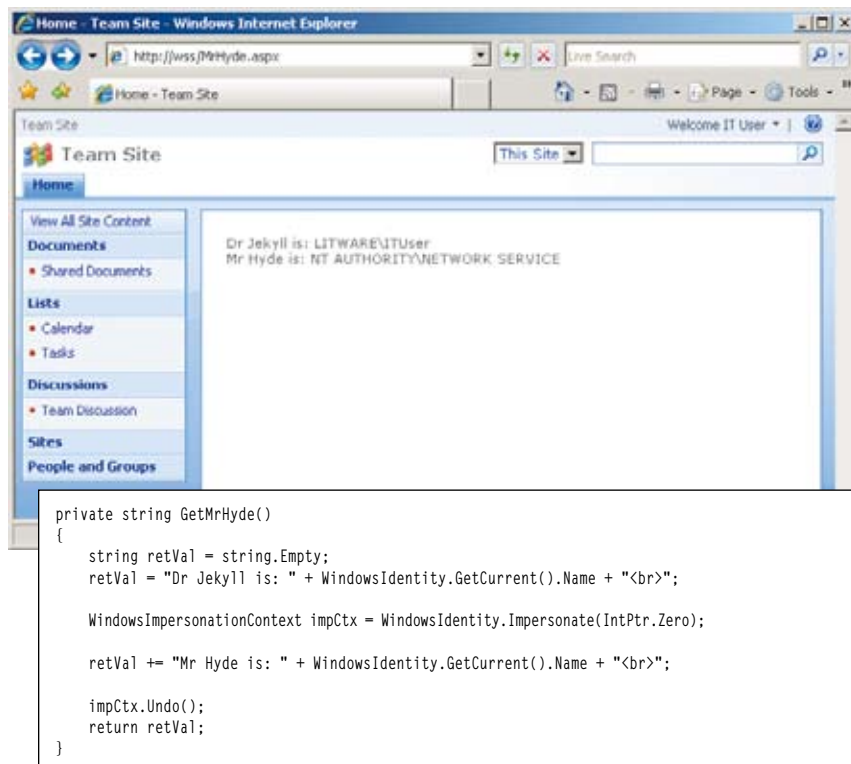 Home - Team Site - Windows Internet Explorer
http://wss/MrHyde.aspx
Live Search
Home - Team Site
Page
Tools
Team Site
Welcome IT User
Team Site
This Site
Home
View All Site Content
Documents
Shared Documents
Lists
Calendar
Tasks
Discussions
Team Discussion
Sites
People and Groups
Dr Jekyll is: LITWARE\ITUser
Mr Hyde is: NT AUTHORITY\NETWORK SERVICE
private string GetMrHyde()
{
    string retVal = string.Empty;
    retVal = "Dr Jekyll is: " + WindowsIdentity.GetCurrent().Name + "<br>";
    WindowsImpersonationContext impCtx = WindowsIdentity.Impersonate(IntPtr.Zero);
    retVal += "Mr Hyde is: " + WindowsIdentity.GetCurrent().Name + "<br>";
    impCtx.Undo();
    return retVal;
}